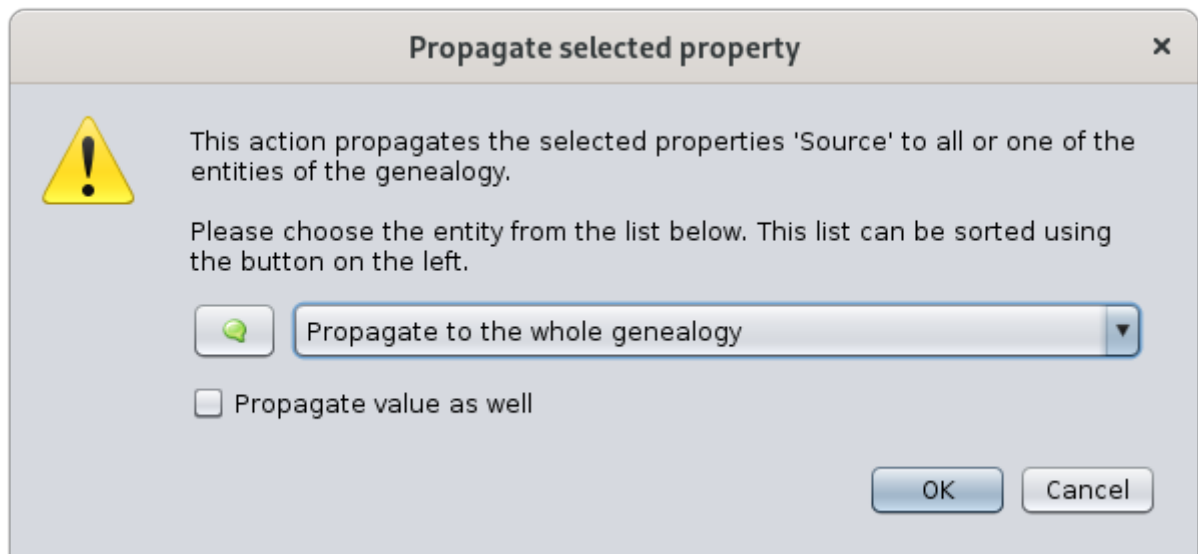 Propagate selected property
This action propagates the selected properties 'Source' to all or one of the
entities of the genealogy.
Please choose the entity from the list below. This list can be sorted using
the button on the left.
Propagate to the whole genealogy
Propagate value as well
OK Cancel